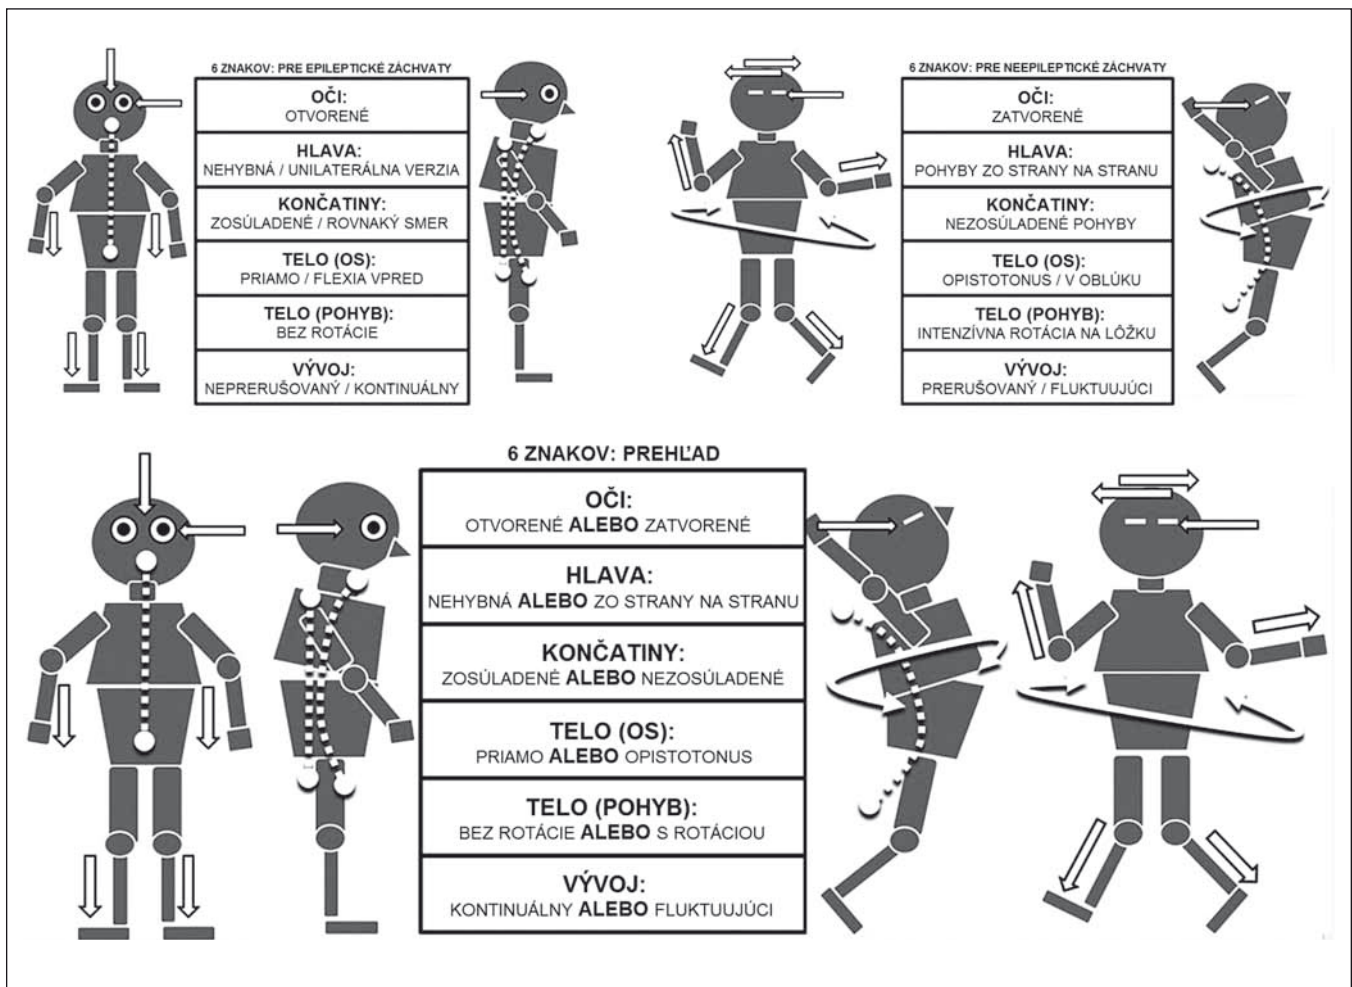 6 ZNAKOV: PRE EPILEPTICKÉ ZÁCHVATY
OČI:
OTVORENÉ
HLAVA:
NEHYBNÁ / UNILATERÁLNA VERZIA
KONČATINY:
ZOSÚLADENÉ / ROVNAKÝ SMER
TELO (OS):
PRIAMO / FLEXIA VPRED
TELO (POHYB):
BEZ ROTÁCIE
VÝVOJ:
NEPRERUŠOVANÝ / KONTINUÁLNY
6 ZNAKOV: PRE NEEPILEPTICKÉ ZÁCHVATY
OČI:
ZATVORENÉ
HLAVA:
POHYBY ZO STRANY NA STRANU
KONČATINY:
NEZOSÚLADENÉ POHYBY
TELO (OS):
OPISTOTONUS / V OBLÚKU
TELO (POHYB):
INTENZÍVNA ROTÁCIA NA LÔŽKU
VÝVOJ:
PRERUŠOVANÝ / FLUKTUUJÚCI
6 ZNAKOV: PREHĽAD
OČI:
OTVORENÉ ALEBO ZATVORENÉ
HLAVA:
NEHYBNÁ ALEBO ZO STRANY NA STRANU
KONČATINY:
ZOSÚLADENÉ ALEBO NEZOSÚLADENÉ
TELO (OS):
PRIAMO ALEBO OPISTOTONUS
TELO (POHYB):
BEZ ROTÁCIE ALEBO S ROTÁCIOU
VÝVOJ:
KONTINUÁLNY ALEBO FLUKTUUJÚCI